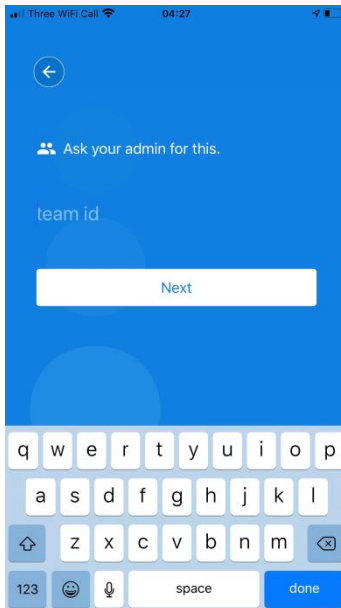 Three WiFi Call 04:27
Ask your admin for this.
team id
Next
q w e r t y u i o p
a s d f g h j k l
z x c v b n m
123 space done